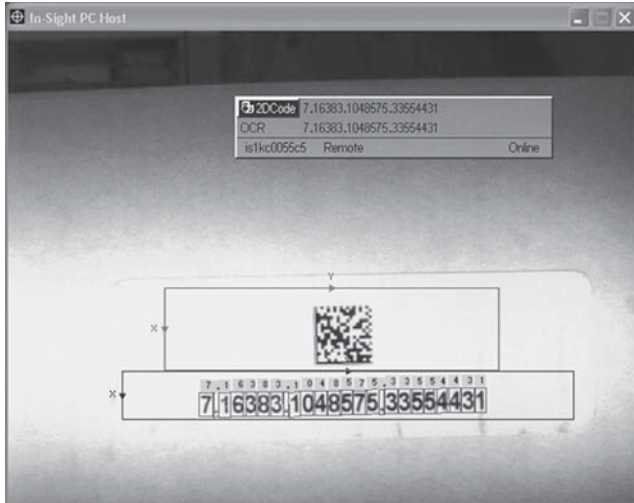 In-Sight PC Host
2DCode 7.16383.1048575.33554431
OCR 7.16383.1048575.33554431
is1kc0055c5 Remote Online
Y
X
X
7.16383.1048575.33554431
7.16383.1048575.33554431